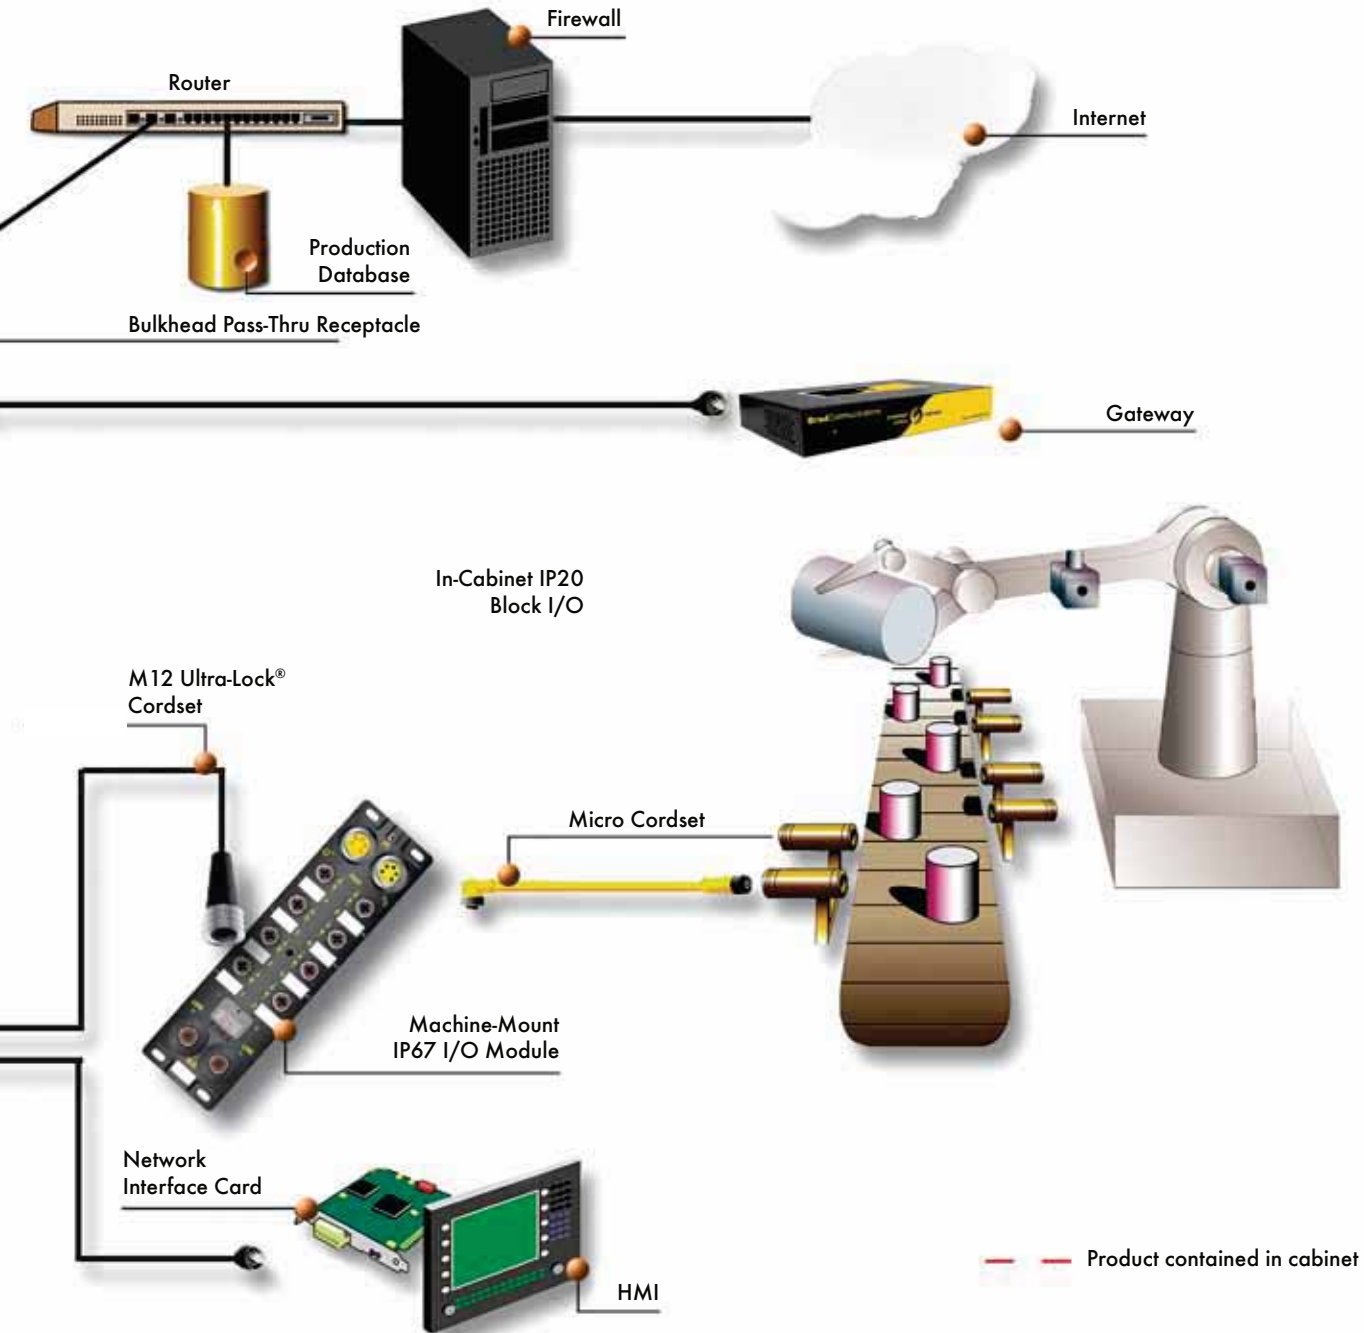 Firewall
Router
Internet
Production
Database
Bulkhead Pass-Thru Receptacle
Gateway
In-Cabinet IP20
Block I/O
M12 Ultra-Lock®
Cordset
Micro Cordset
Machine-Mount
IP67 I/O Module
Network
Interface Card
HMI
Product contained in cabinet